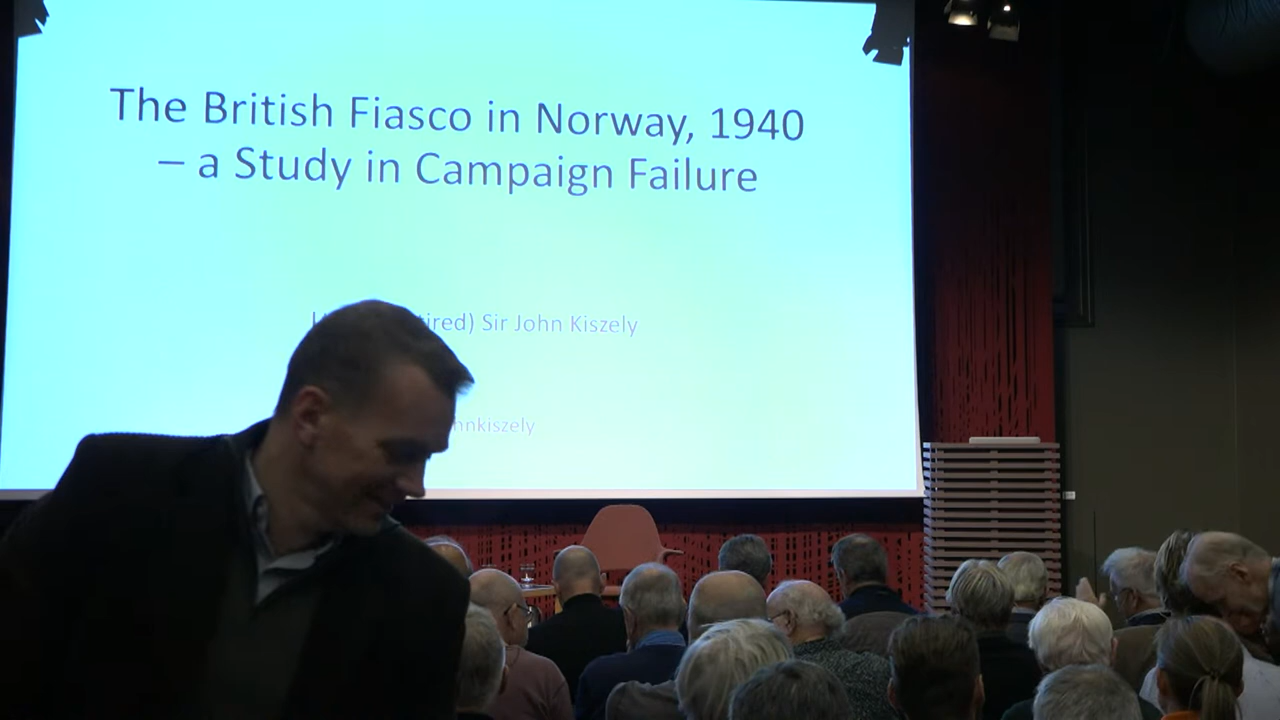 The British Fiasco in Norway, 1940
– a Study in Campaign Failure
Sir John Kiszely